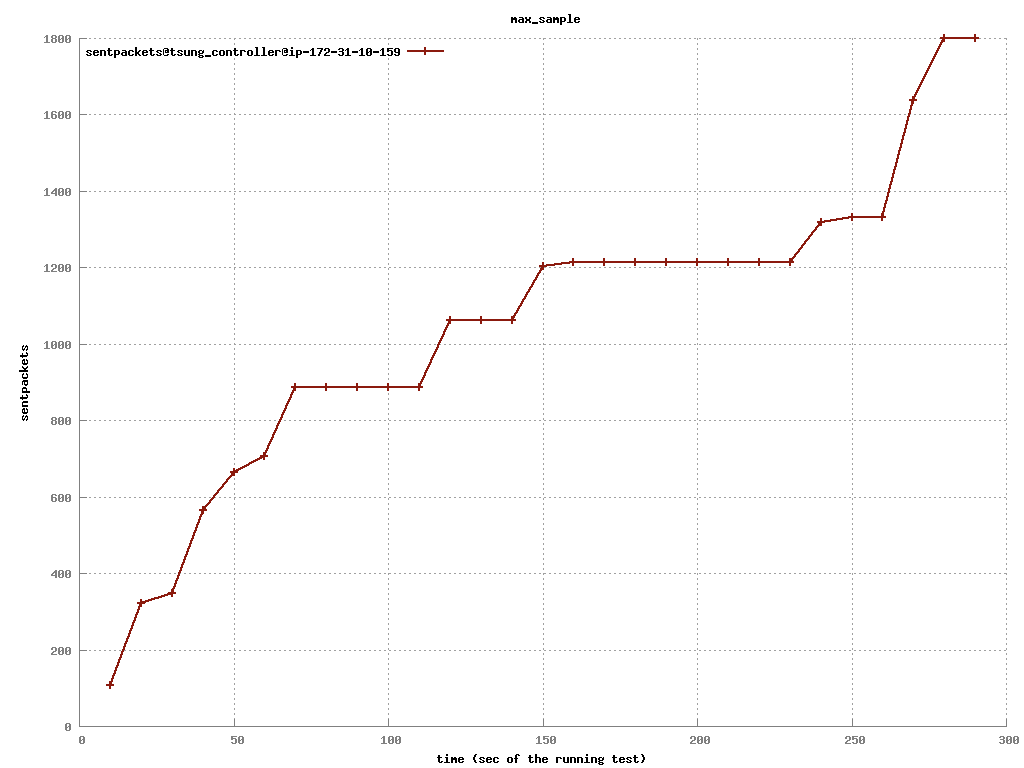 max_sample
sentpackets@tsung_controller@ip-172-31-10-159
1800
1600
1400
1200
1000
800
600
400
200
0
sentpackets
0 50 100 150 200 250 300
time (sec of the running test)